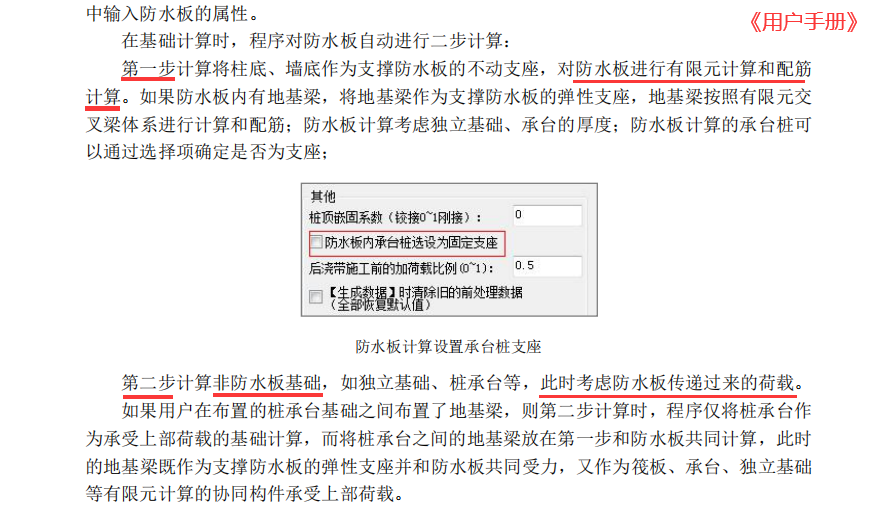 中输入防水板的属性。
《用户手册》
在基础计算时，程序对防水板自动进行二步计算：
第一步计算将柱底、墙底作为支撑防水板的不动支座，对防水板进行有限元计算和配筋
计算。如果防水板内有地基梁，将地基梁作为支撑防水板的弹性支座，地基梁按照有限元交
叉梁体系进行计算和配筋；防水板计算考虑独立基础、承台的厚度；防水板计算的承台桩可
以通过选择项确定是否为支座；
其他
桩顶嵌固系数（铰接0~1刚接）： 0
防水板内承台桩选设为固定支座
后浇带施工前的加荷载比例(0~1)： 0.5
【生成数据】时清除旧的前处理数据
（全部恢复默认值）
防水板计算设置承台桩支座
第二步计算非防水板基础，如独立基础、桩承台等，此时考虑防水板传递过来的荷载。
如果用户在布置的桩承台基础之间布置了地基梁，则第二步计算时，程序仅将桩承台作
为承受上部荷载的基础计算，而将桩承台之间的地基梁放在第一步和防水板共同计算，此时
的地基梁既作为支撑防水板的弹性支座并和防水板共同受力，又作为筏板、承台、独立基础
等有限元计算的协同构件承受上部荷载。